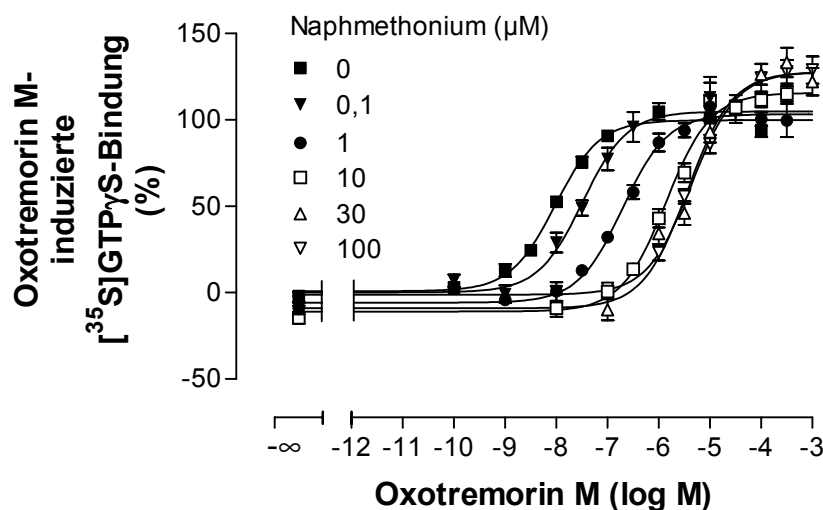 Naphmethonium (µM)
0
0,1
1
10
30
100
Oxotremorin M-
induzierte
[³⁵S]GTPγS-Bindung
(%)
150
100
50
0
-50
-∞ -12 -11 -10 -9 -8 -7 -6 -5 -4 -3
Oxotremorin M (log M)